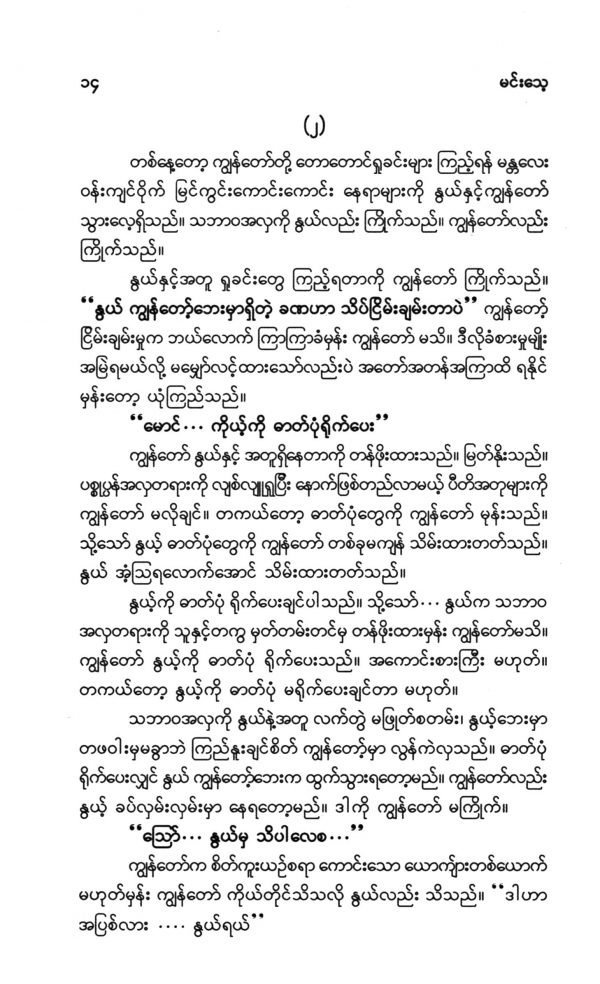 ၁၄ မင်းသေ့
(၂)
တစ်နေ့တော့ ကျွန်တော်တို့ တောတောင်ရှုခင်းများ ကြည့်ရန် မန္တလေး
ဝန်းကျင်ဝိုက် မြင်ကွင်းကောင်းကောင်း နေရာများကို နွယ်နှင့်ကျွန်တော်
သွားလေ့ရှိသည်။ သဘာဝအလှကို နွယ်လည်း ကြိုက်သည်။ ကျွန်တော်လည်း
ကြိုက်သည်။
နွယ်နှင့်အတူ ရှုခင်းတွေ ကြည့်ရတာကို ကျွန်တော် ကြိုက်သည်။
“နွယ် ကျွန်တော့်ဘေးမှာရှိတဲ့ ခဏဟာ သိပ်ငြိမ်းချမ်းတာပဲ” ကျွန်တော့်
ငြိမ်းချမ်းမှုက ဘယ်လောက် ကြာကြာခံမှန်း ကျွန်တော် မသိ။ ဒီလိုခံစားမှုမျိုး
အမြဲရမယ်လို့ မမျှော်လင့်ထားသော်လည်းပဲ အတော်အတန်အကြာထိ ရနိုင်
မှန်းတော့ ယုံကြည်သည်။
“မောင်... ကိုယ့်ကို ဓာတ်ပုံရိုက်ပေး”
ကျွန်တော် နွယ်နှင့် အတူရှိနေတာကို တန်ဖိုးထားသည်။ မြတ်နိုးသည်။
ပစ္စုပ္ပန်အလှတရားကို လျစ်လျူရှုပြီး နောက်ဖြစ်တည်လာမယ့် ပီတိအတုများကို
ကျွန်တော် မလိုချင်။ တကယ်တော့ ဓာတ်ပုံတွေကို ကျွန်တော် မုန်းသည်။
သို့သော် နွယ့် ဓာတ်ပုံတွေကို ကျွန်တော် တစ်ခုမကျန် သိမ်းထားတတ်သည်။
နွယ် အံ့ဩရလောက်အောင် သိမ်းထားတတ်သည်။
နွယ့်ကို ဓာတ်ပုံ ရိုက်ပေးချင်ပါသည်။ သို့သော်... နွယ်က သဘာဝ
အလှတရားကို သူနှင့်တကွ မှတ်တမ်းတင်မှ တန်ဖိုးထားမှန်း ကျွန်တော်မသိ။
ကျွန်တော် နွယ့်ကို ဓာတ်ပုံ ရိုက်ပေးသည်။ အကောင်းစားကြီး မဟုတ်။
တကယ်တော့ နွယ့်ကို ဓာတ်ပုံ မရိုက်ပေးချင်တာ မဟုတ်။
သဘာဝအလှကို နွယ်နဲ့အတူ လက်တွဲ မဖြုတ်စတမ်း၊ နွယ့်ဘေးမှာ
တဖဝါးမှမခွာဘဲ ကြည်နူးချင်စိတ် ကျွန်တော့်မှာ လွန်ကဲလှသည်။ ဓာတ်ပုံ
ရိုက်ပေးလျှင် နွယ် ကျွန်တော့်ဘေးက ထွက်သွားရတော့မည်။ ကျွန်တော်လည်း
နွယ့် ခပ်လှမ်းလှမ်းမှာ နေရတော့မည်။ ဒါကို ကျွန်တော် မကြိုက်။
“သြော်... နွယ်မှ သိပါလေစ...”
ကျွန်တော်က စိတ်ကူးယဉ်စရာ ကောင်းသော ယောက်ျားတစ်ယောက်
မဟုတ်မှန်း ကျွန်တော် ကိုယ်တိုင်သိသလို နွယ်လည်း သိသည်။ “ဒါဟာ
အပြစ်လား .... နွယ်ရယ်”